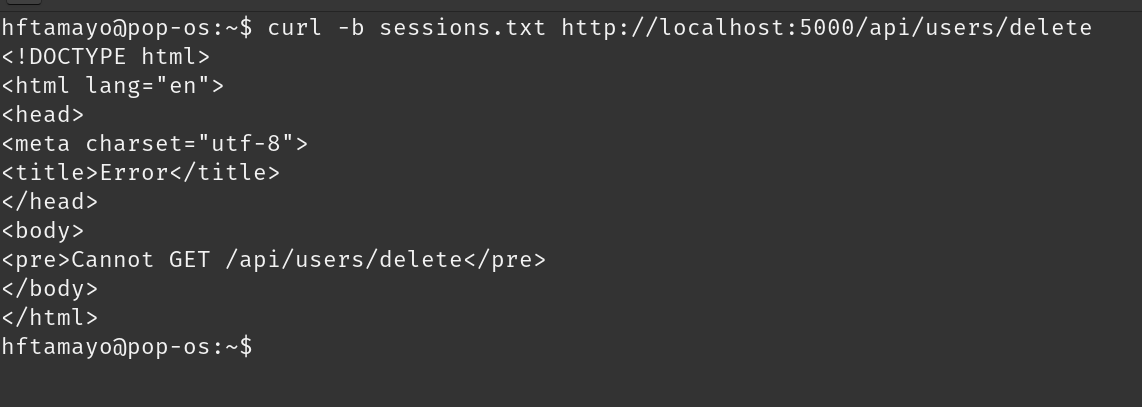 hftamayo@pop-os:~$ curl -b sessions.txt http://localhost:5000/api/users/delete
<!DOCTYPE html>
<html lang="en">
<head>
<meta charset="utf-8">
<title>Error</title>
</head>
<body>
<pre>Cannot GET /api/users/delete</pre>
</body>
</html>
hftamayo@pop-os:~$